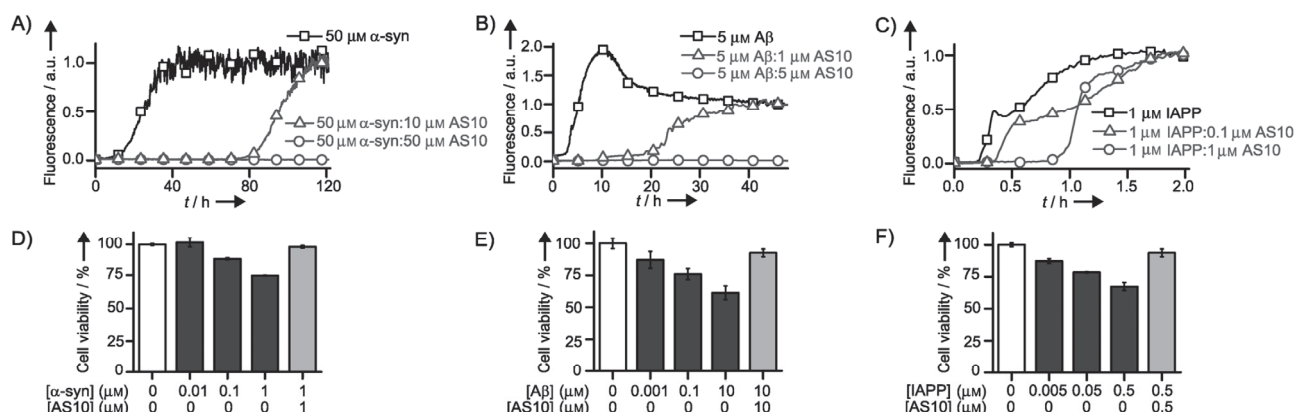 A)
Fluorescence / a.u.
1.0
0.5
0.0
0
40
80
120
t / h
50 μM α-syn
50 μM α-syn:10 μM AS10
50 μM α-syn:50 μM AS10
B)
Fluorescence / a.u.
2.0
1.5
1.0
0.5
0.0
0
10
20
30
40
t / h
5 μM Aβ
5 μM Aβ:1 μM AS10
5 μM Aβ:5 μM AS10
C)
Fluorescence / a.u.
1.0
0.5
0.0
0.0
0.5
1.0
1.5
2.0
t / h
1 μM IAPP
1 μM IAPP:0.1 μM AS10
1 μM IAPP:1 μM AS10
D)
Cell viability / %
100
75
50
25
0
[α-syn] (μM) 0 0.01 0.1 1 1
[AS10] (μM) 0 0 0 0 1
E)
Cell viability / %
100
75
50
25
0
[Aβ] (μM) 0 0.001 0.1 10 10
[AS10] (μM) 0 0 0 0 10
F)
Cell viability / %
100
75
50
25
0
[IAPP] (μM) 0 0.005 0.05 0.5 0.5
[AS10] (μM) 0 0 0 0 0.5